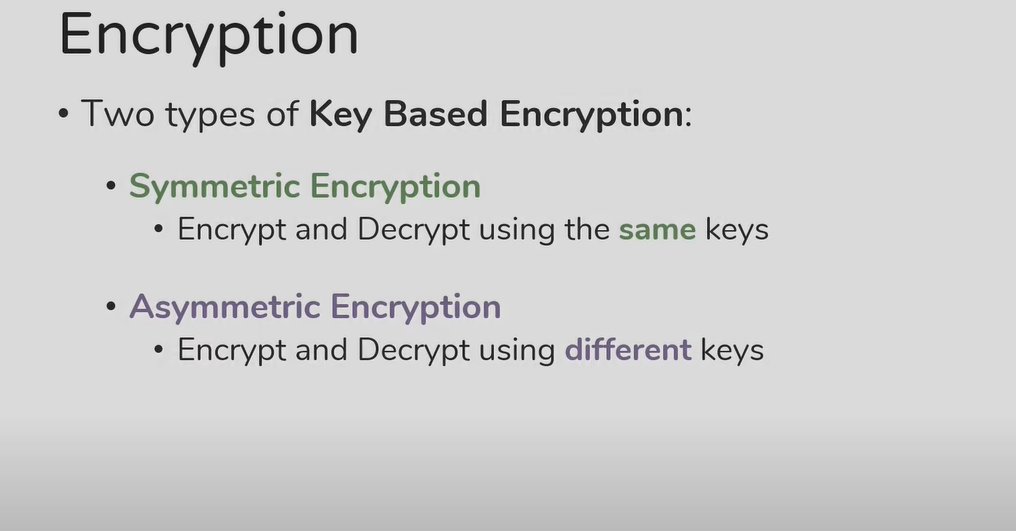 Encryption
• Two types of Key Based Encryption:
• Symmetric Encryption
• Encrypt and Decrypt using the same keys
• Asymmetric Encryption
• Encrypt and Decrypt using different keys